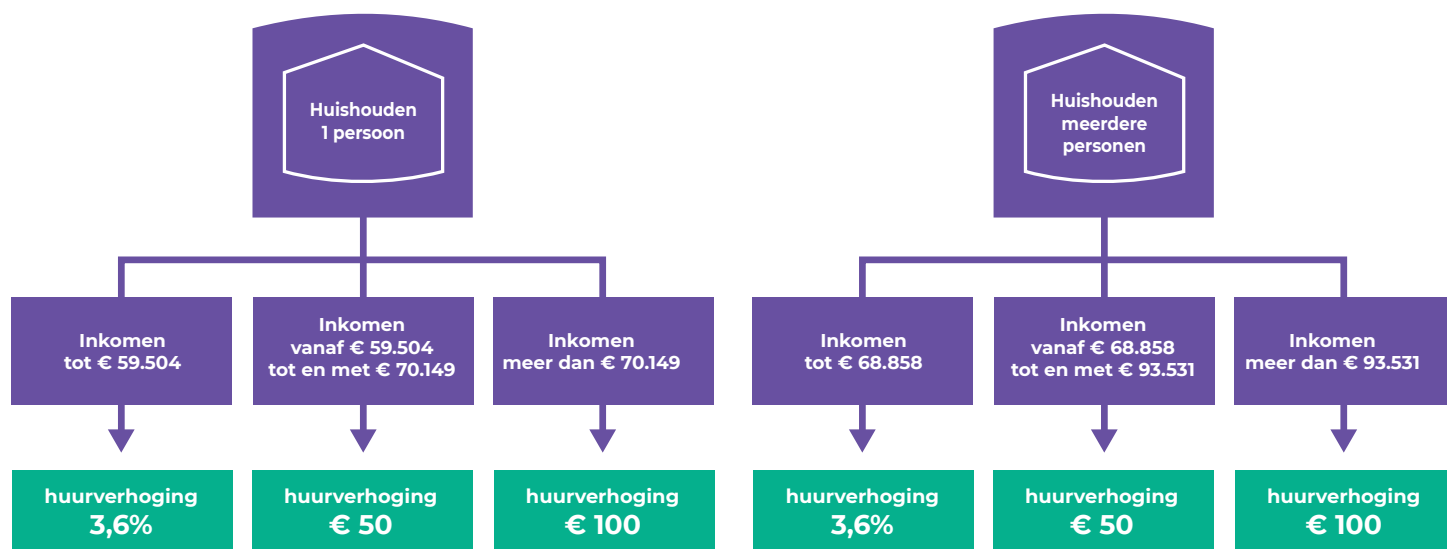 Huishouden
1 persoon
Inkomen
tot € 59.504
Inkomen
vanaf € 59.504
tot en met € 70.149
Inkomen
meer dan € 70.149
huurverhoging
3,6%
huurverhoging
€ 50
huurverhoging
€ 100
Huishouden
meerdere
personen
Inkomen
tot € 68.858
Inkomen
vanaf € 68.858
tot en met € 93.531
Inkomen
meer dan € 93.531
huurverhoging
3,6%
huurverhoging
€ 50
huurverhoging
€ 100